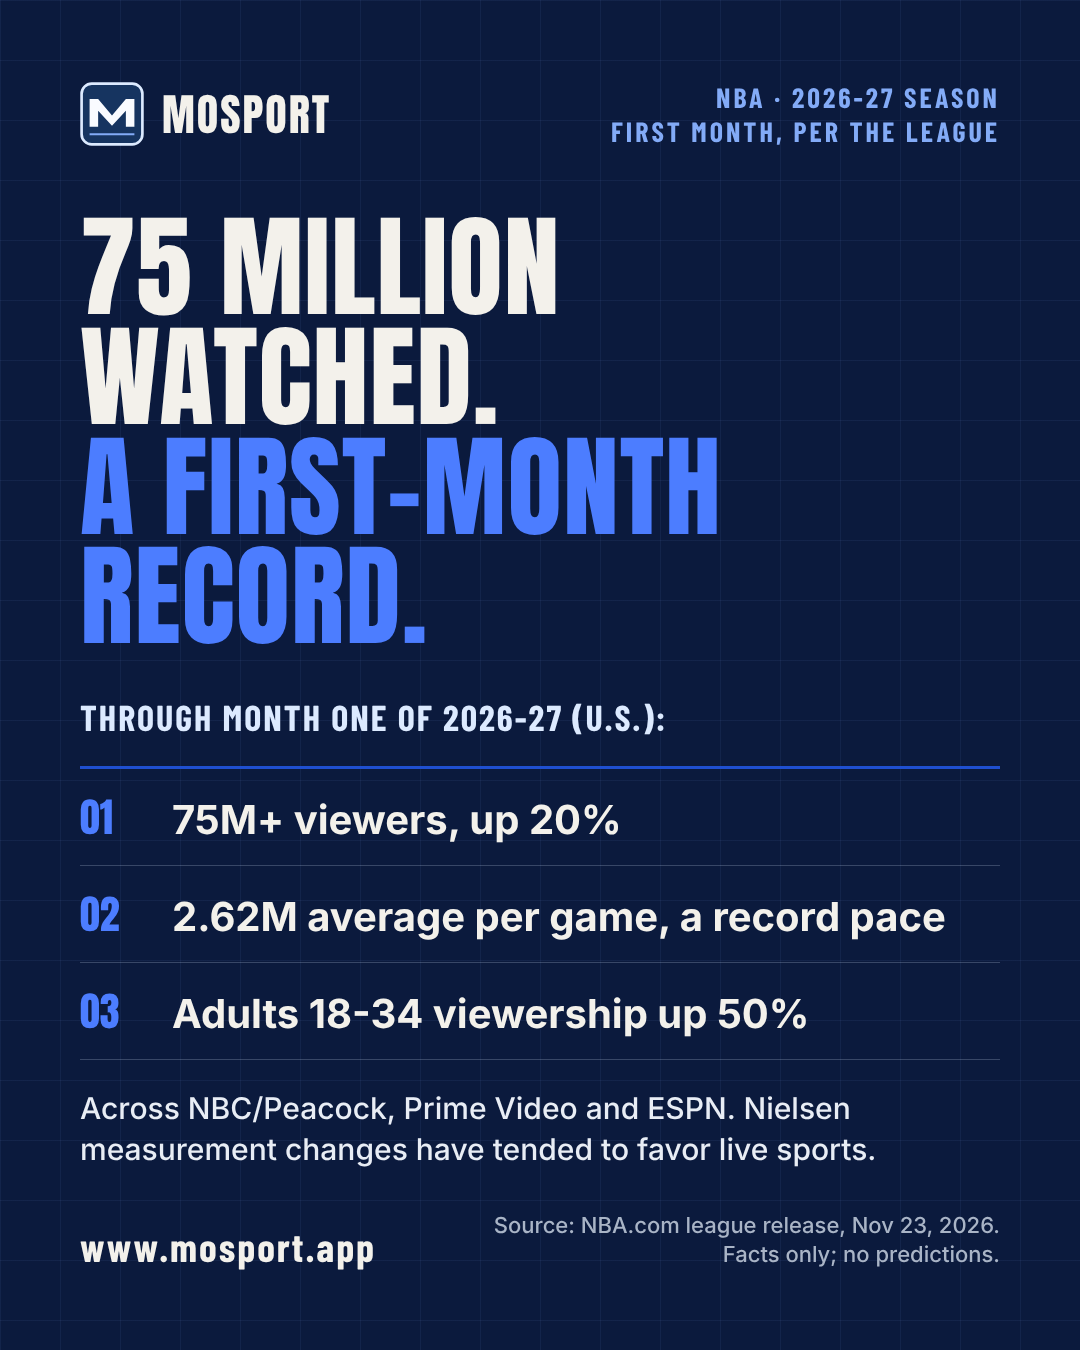 M MOSPORT
NBA · 2026-27 SEASON
FIRST MONTH, PER THE LEAGUE
75 MILLION
WATCHED.
A FIRST-MONTH
RECORD.
THROUGH MONTH ONE OF 2026-27 (U.S.):
01 75M+ viewers, up 20%
02 2.62M average per game, a record pace
03 Adults 18-34 viewership up 50%
Across NBC/Peacock, Prime Video and ESPN. Nielsen
measurement changes have tended to favor live sports.
www.mosport.app
Source: NBA.com league release, Nov 23, 2026.
Facts only; no predictions.